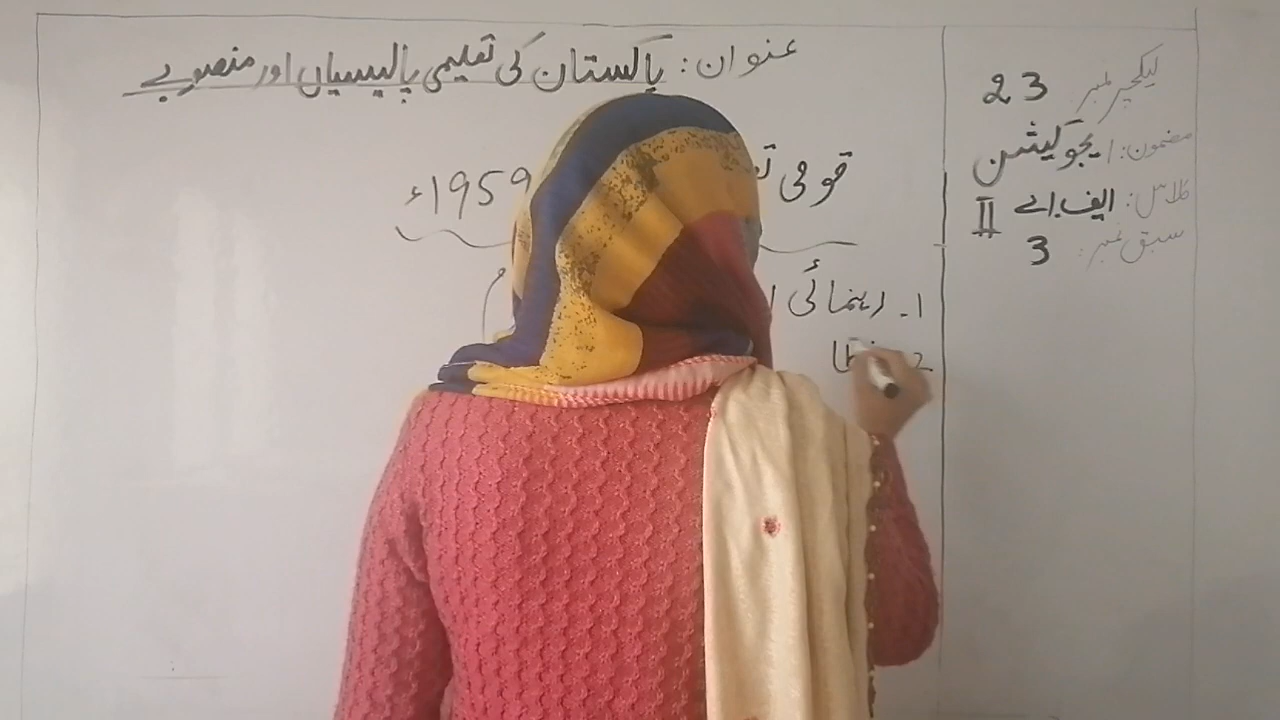 عنوان: پاکستان کی تعلیمی پالیسیاں اور منصوبے
قومی 1959ء
1۔ رہنمائی
2۔
لیکچر نمبر: 23
مضمون: ایجوکیشن
کلاس: ایف اے II
سبق نمبر: 3